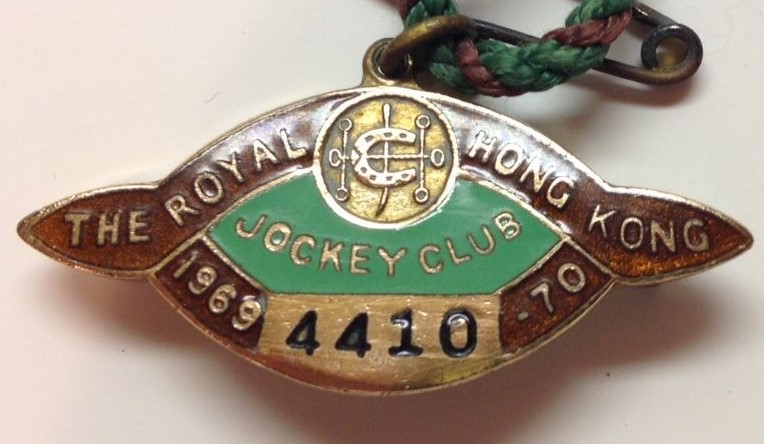 THE ROYAL HONG KONG
JOCKEY CLUB
1969 -70
4410